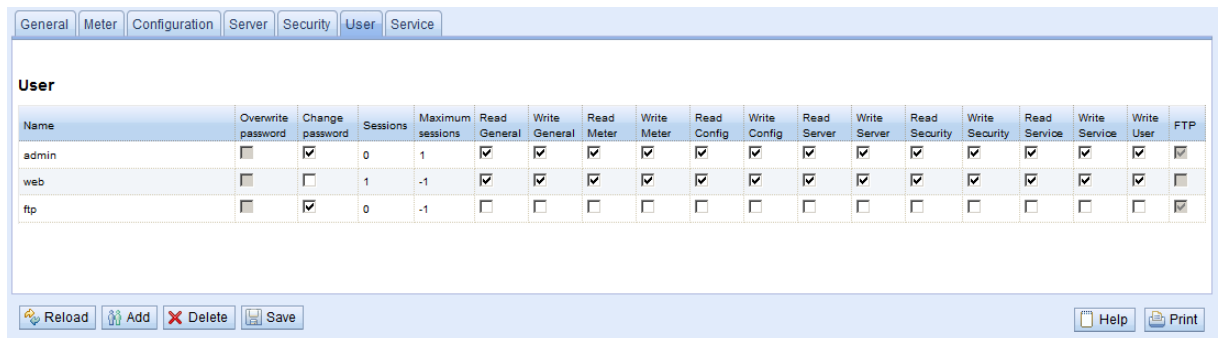 General Meter Configuration Server Security User Service
User
Name Overwrite password Change password Sessions Maximum sessions Read General Write General Read Meter Write Meter Read Config Write Config Read Server Write Server Read Security Write Security Read Service Write Service Write User FTP
admin 0 1
web 1 -1
ftp 0 -1
Reload Add Delete Save Help Print